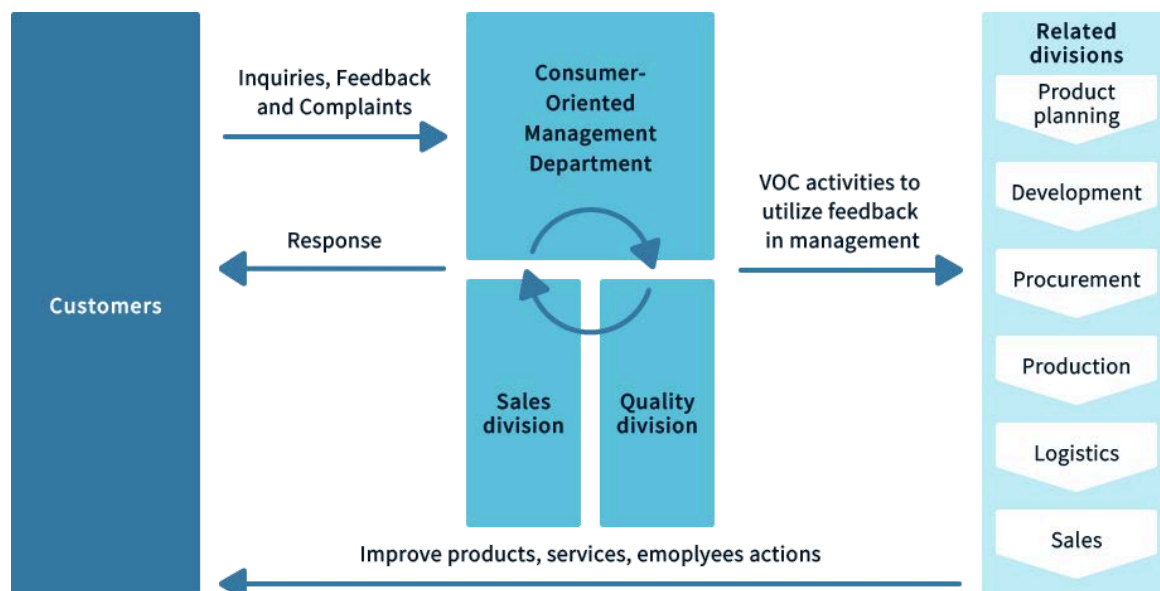 Customers
Inquiries, Feedback
and Complaints
Response
Consumer-
Oriented
Management
Department
Sales
division
Quality
division
VOC activities to
utilize feedback
in management
Related
divisions
Product
planning
Development
Procurement
Production
Logistics
Sales
Improve products, services, emoplyees actions